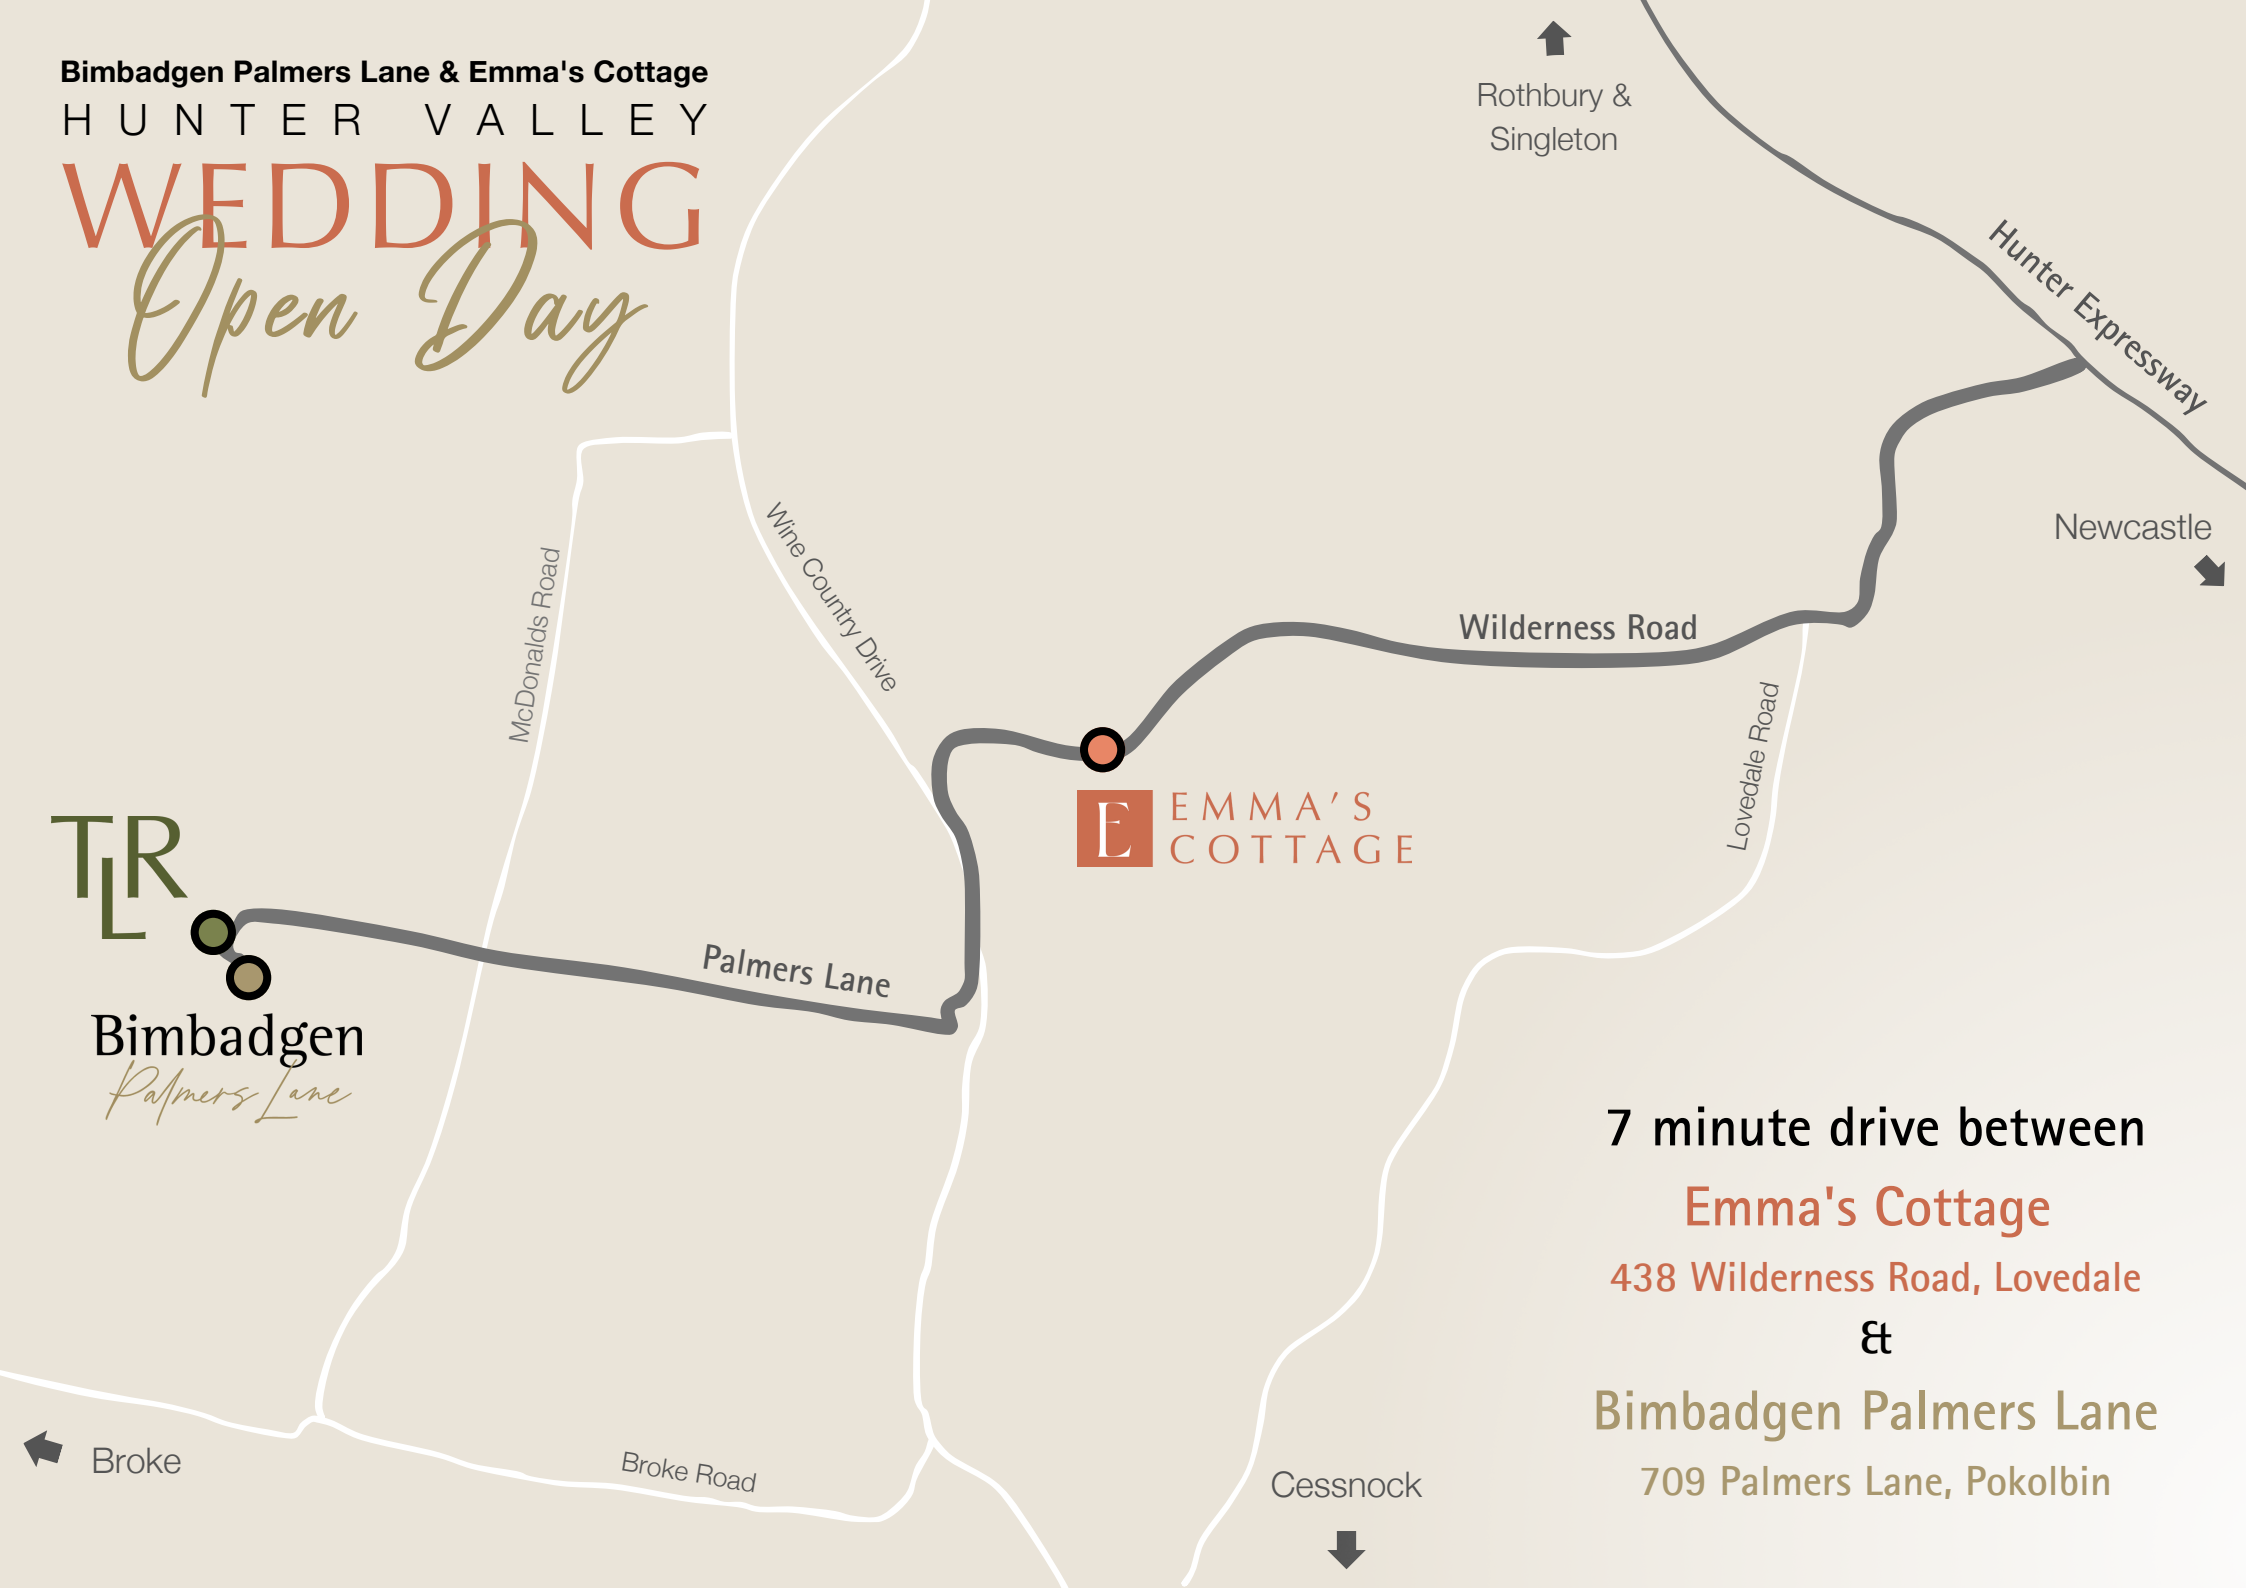 Bimbadgen Palmers Lane & Emma's Cottage
HUNTER VALLEY
WEDDING
Open Day
Rothbury &
Singleton
Hunter Expressway
Newcastle
Wine Country Drive
McDonalds Road
Wilderness Road
Lovedale Road
E
EMMA'S
COTTAGE
TLR
Palmers Lane
Bimbadgen
Palmers Lane
7 minute drive between
Emma's Cottage
438 Wilderness Road, Lovedale
&
Bimbadgen Palmers Lane
709 Palmers Lane, Pokolbin
Broke
Broke Road
Cessnock